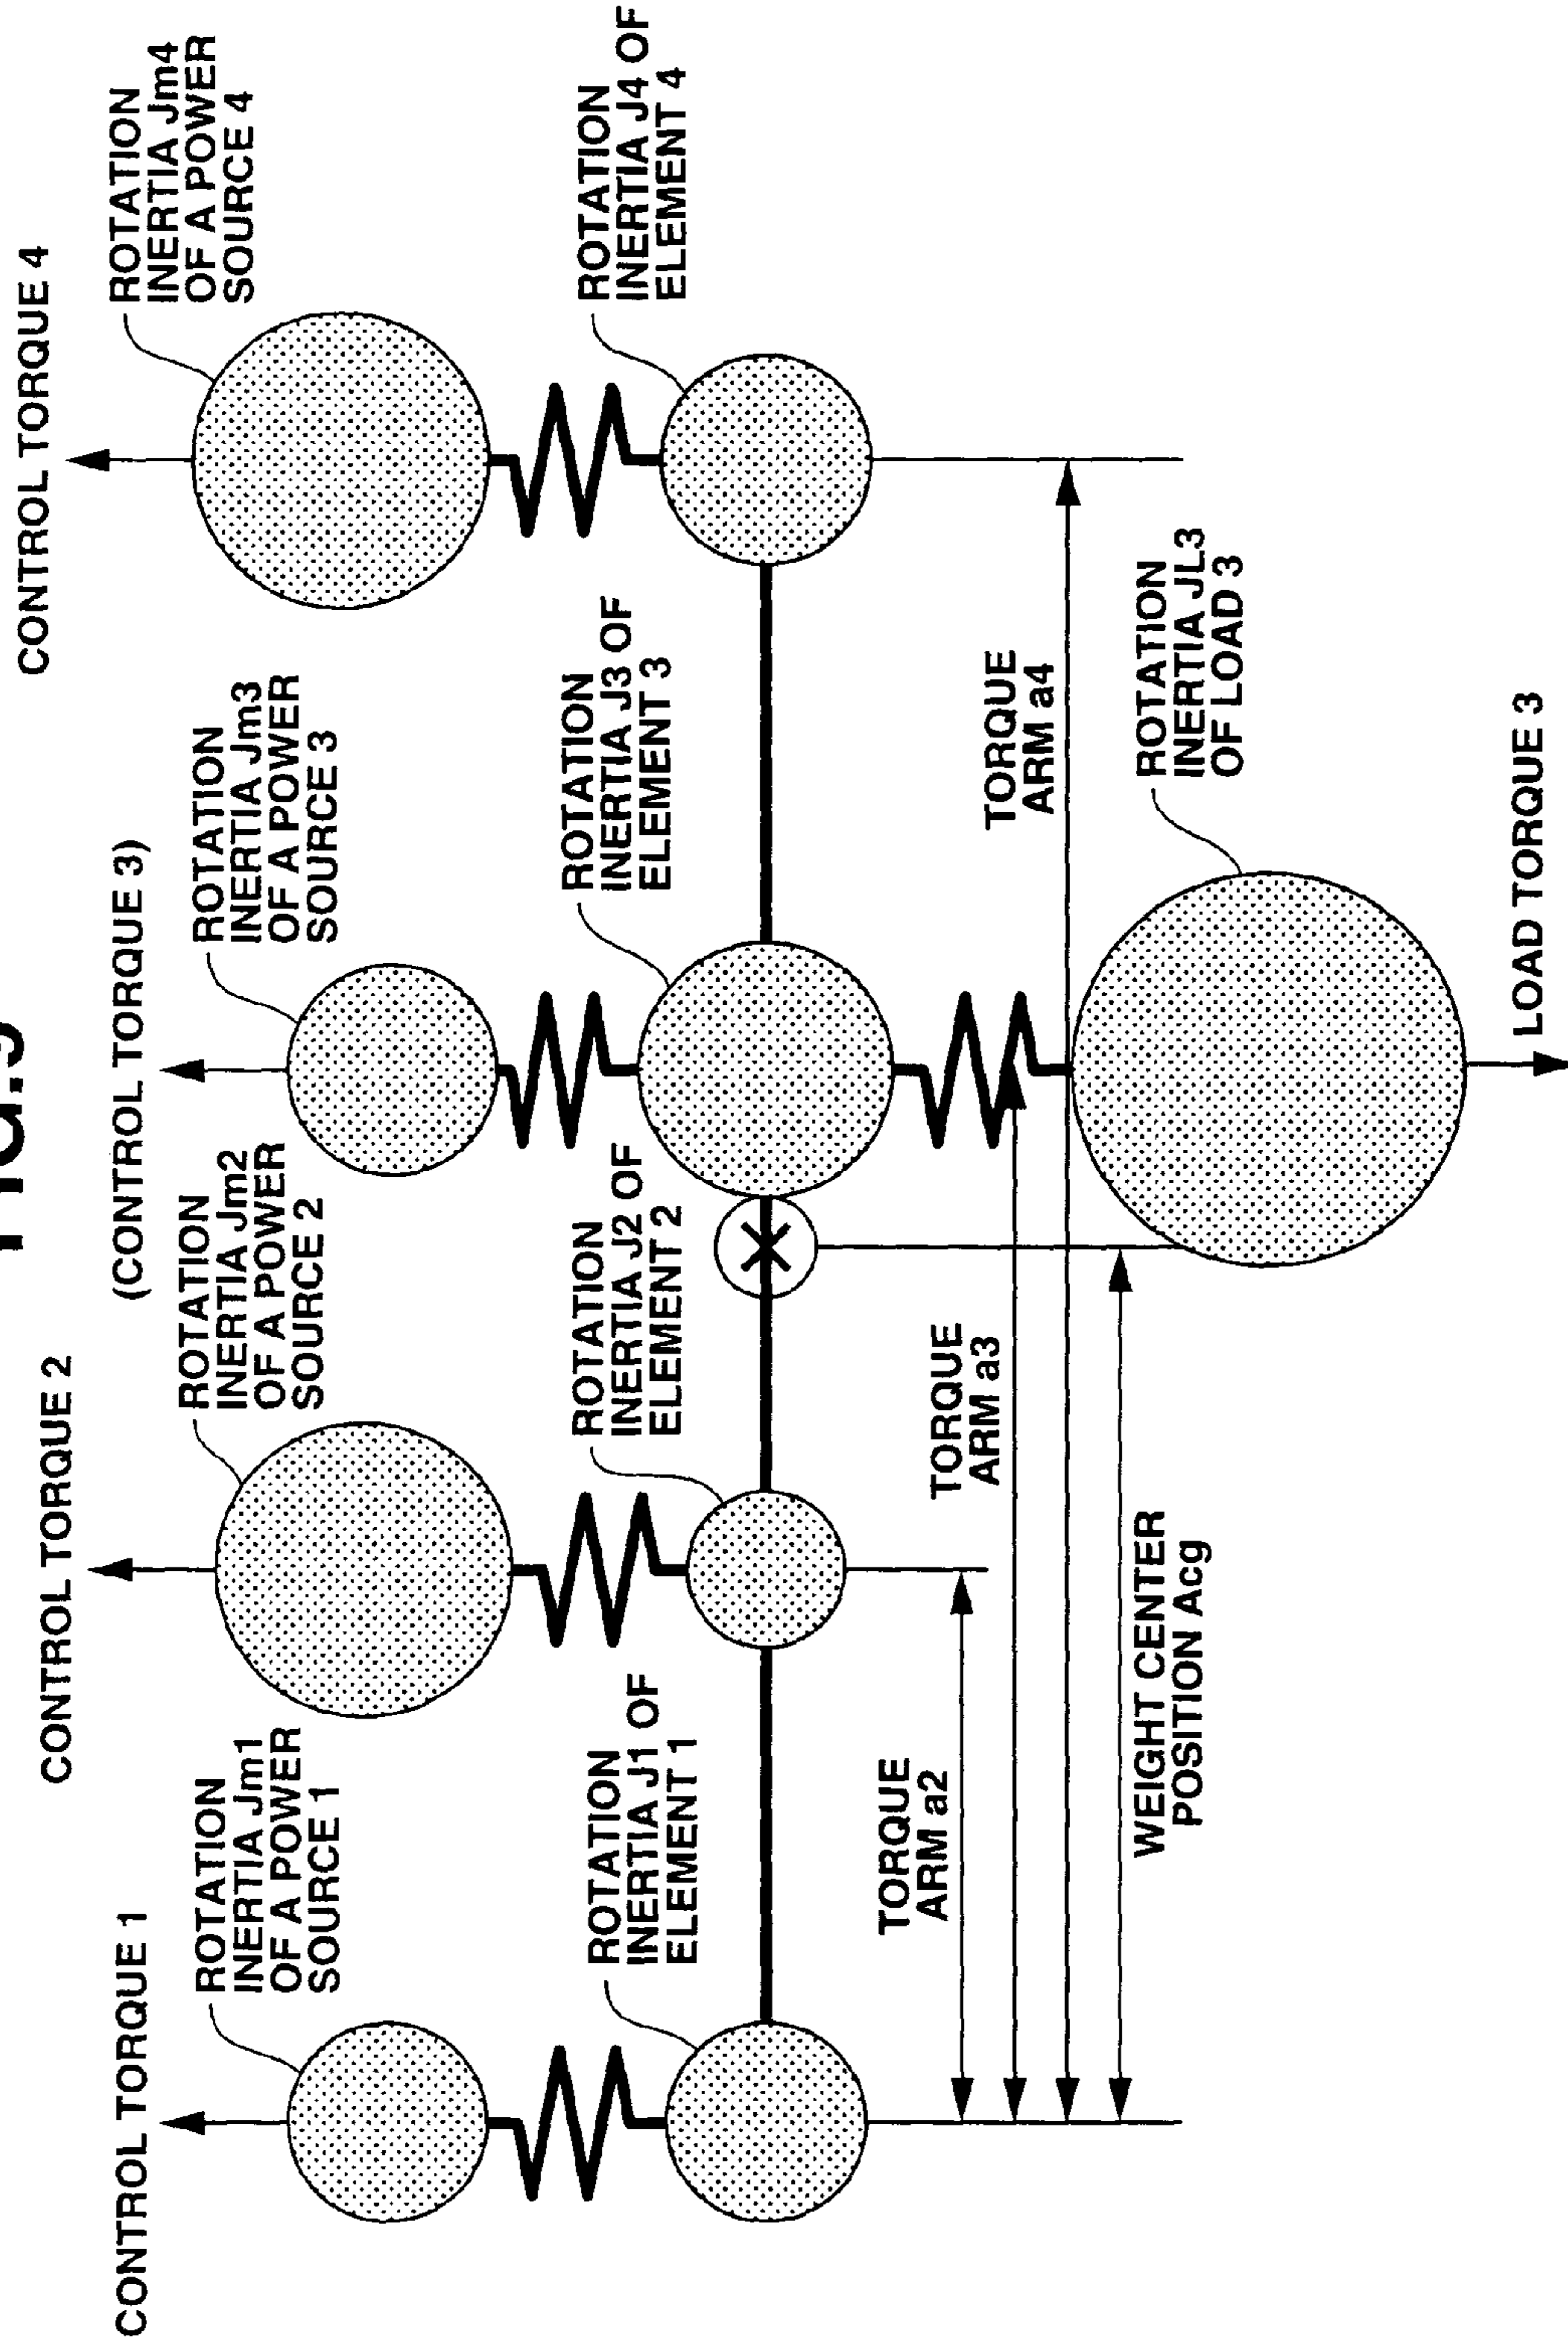 CONTROL TORQUE 1
ROTATION
INERTIA Jm1
OF A POWER
SOURCE 1
ROTATION
INERTIA J1 OF
ELEMENT 1
CONTROL TORQUE 2
ROTATION
INERTIA Jm2
OF A POWER
SOURCE 2
ROTATION
INERTIA J2 OF
ELEMENT 2
(CONTROL TORQUE 3)
ROTATION
INERTIA Jm3
OF A POWER
SOURCE 3
ROTATION
INERTIA J3 OF
ELEMENT 3
CONTROL TORQUE 4
ROTATION
INERTIA Jm4
OF A POWER
SOURCE 4
ROTATION
INERTIA J4 OF
ELEMENT 4
TORQUE
ARM a2
TORQUE
ARM a3
TORQUE
ARM a4
WEIGHT CENTER
POSITION Acg
ROTATION
INERTIA JL3
OF LOAD 3
LOAD TORQUE 3